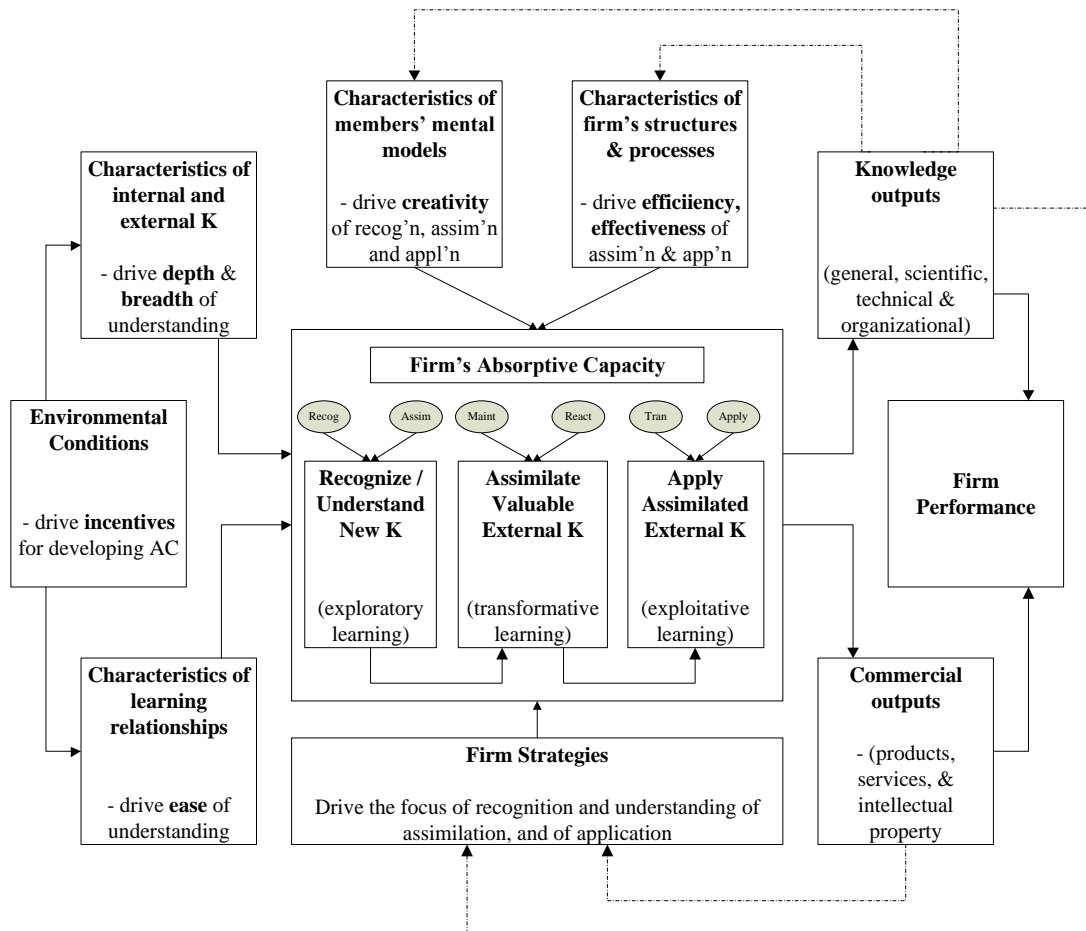 Characteristics of
members’ mental
models
- drive creativity
of recog’n, assim’n
and appl’n
Characteristics of
firm’s structures
& processes
- drive efficiiency,
effectiveness of
assim’n & app’n
Characteristics of
internal and
external K
- drive depth &
breadth of
understanding
Knowledge
outputs
(general, scientific,
technical &
organizational)
Environmental
Conditions
- drive incentives
for developing AC
Firm’s Absorptive Capacity
Recog
Assim
Maint
React
Tran
Apply
Recognize /
Understand
New K
(exploratory
learning)
Assimilate
Valuable
External K
(transformative
learning)
Apply
Assimilated
External K
(exploitative
learning)
Firm
Performance
Characteristics of
learning
relationships
- drive ease of
understanding
Firm Strategies
Drive the focus of recognition and understanding of
assimilation, and of application
Commercial
outputs
- (products,
services, &
intellectual
property